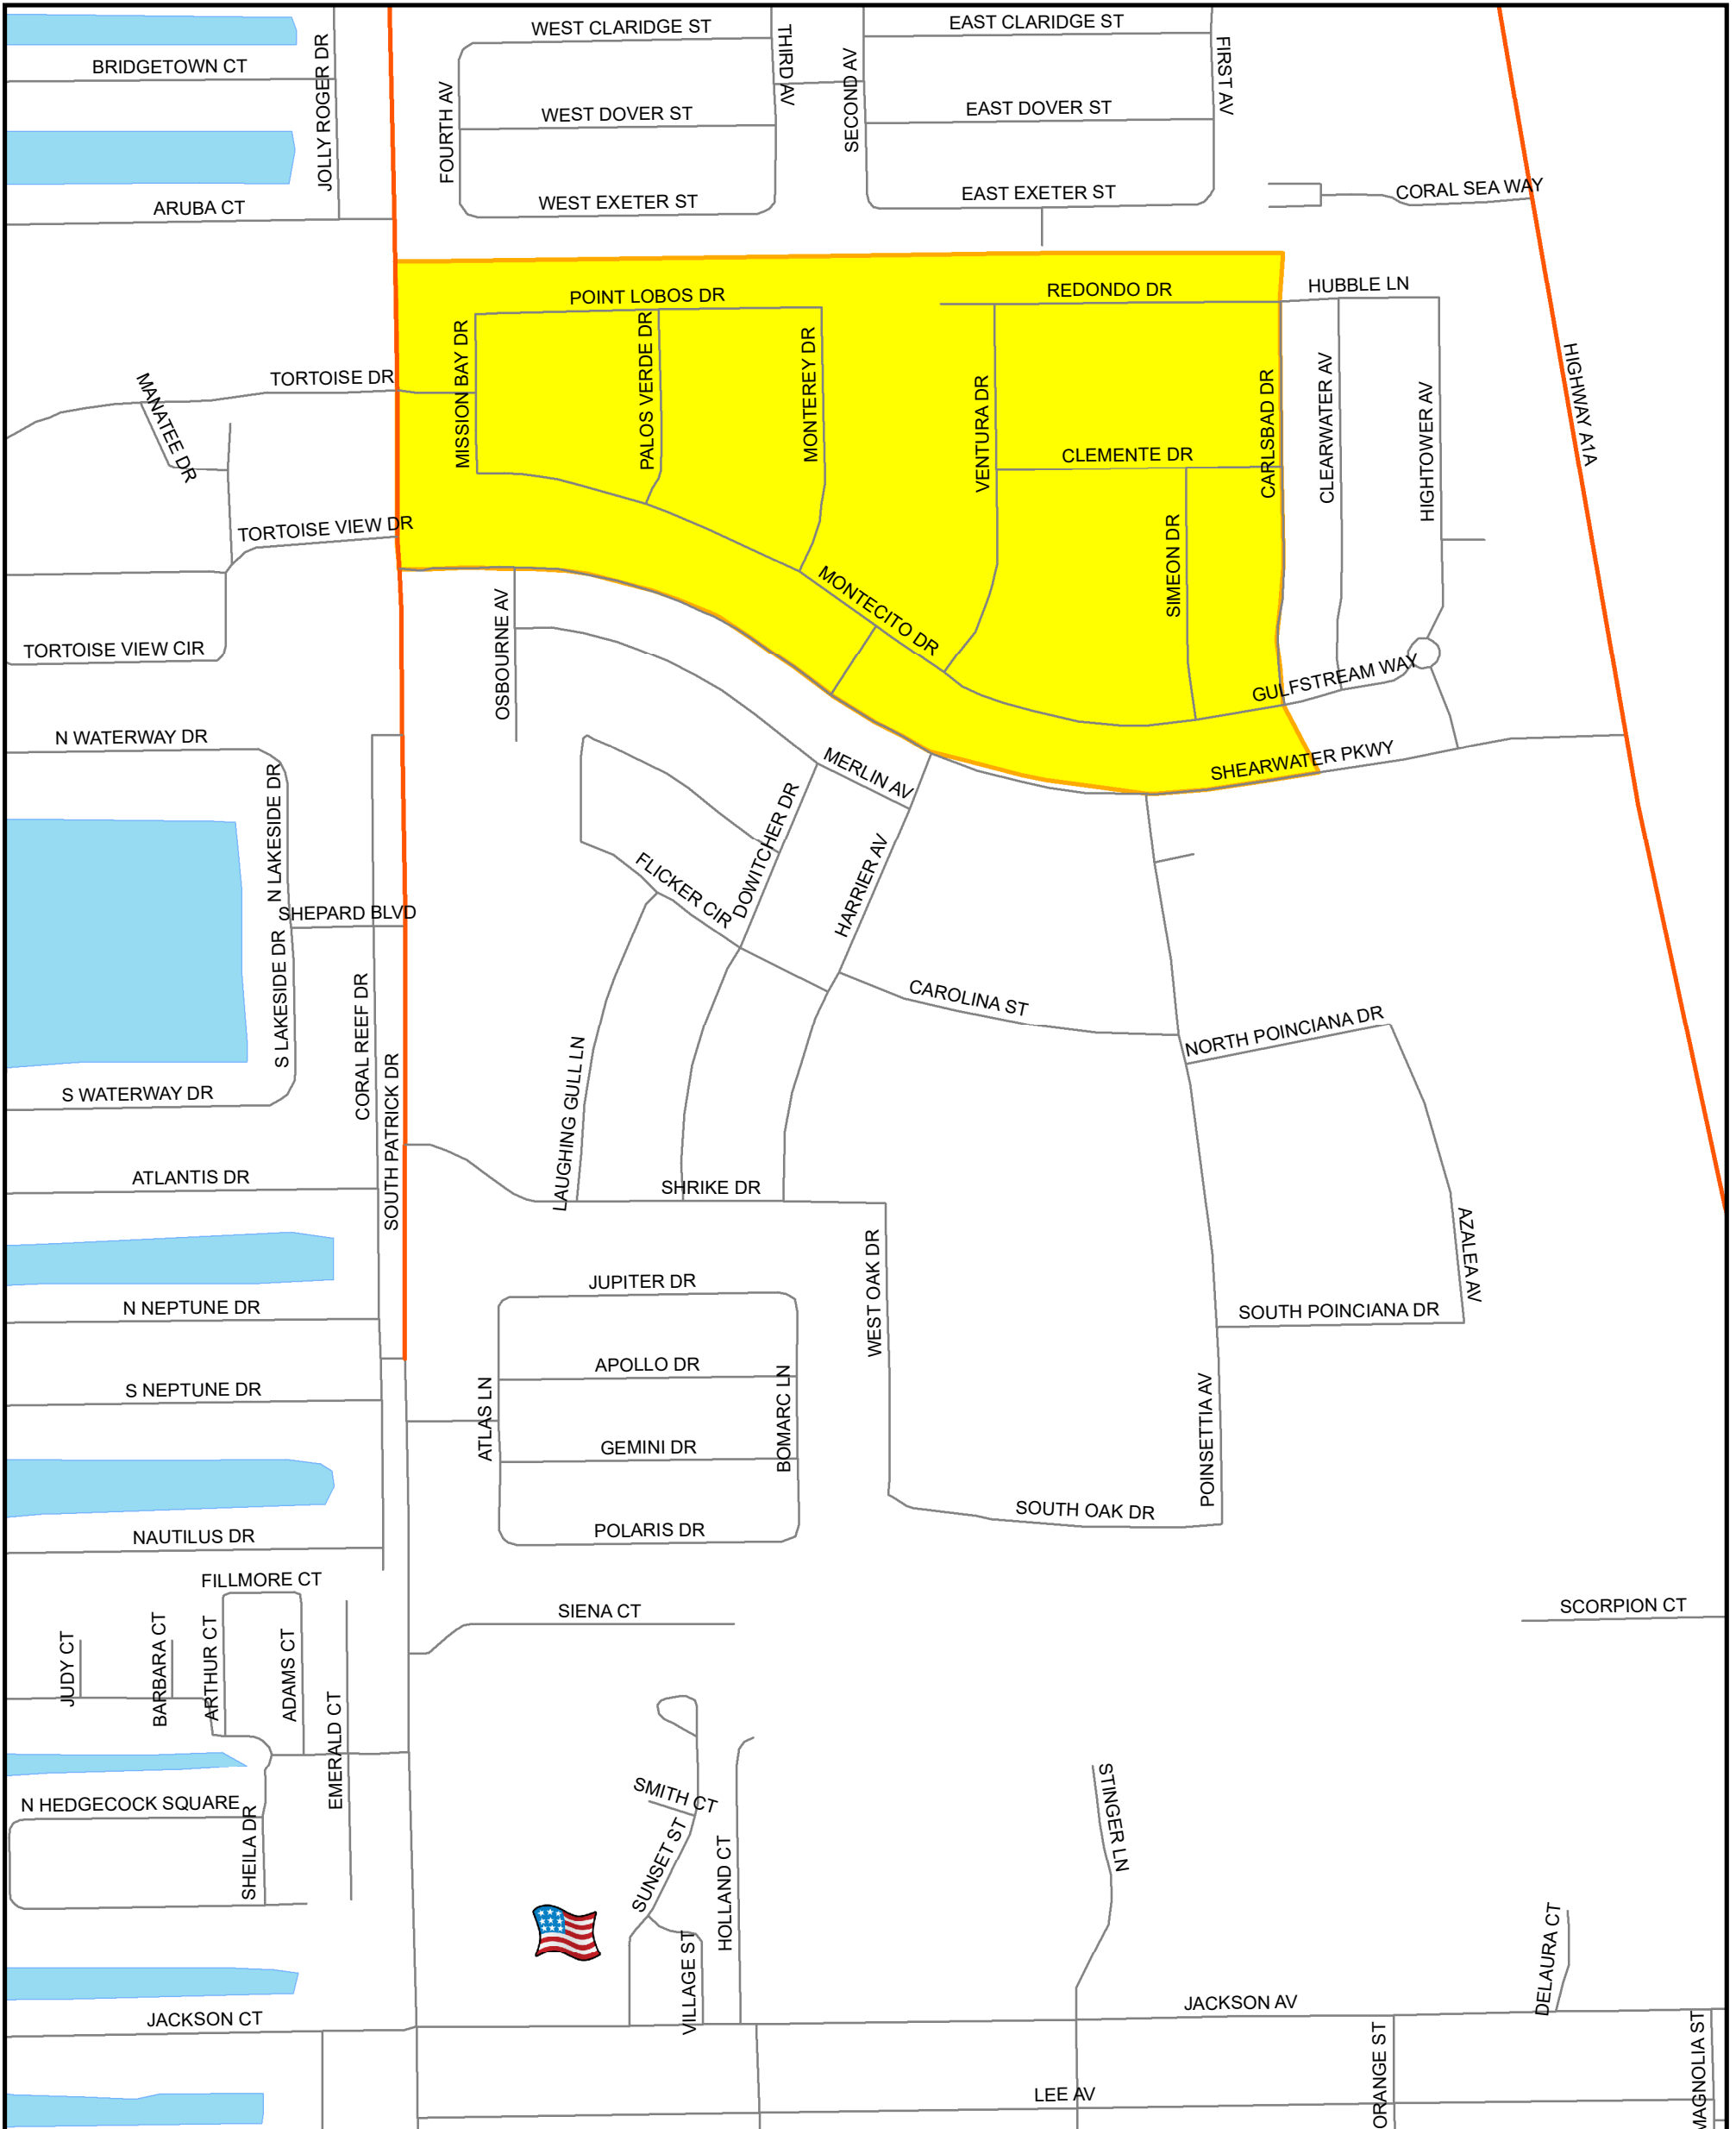 WEST CLARIDGE ST
EAST CLARIDGE ST
THIRD AV
JOLLY ROGER DR
BRIDGETOWN CT
SECOND AV
FIRST AV
FOURTH AV
WEST DOVER ST
EAST DOVER ST
ARUBA CT
WEST EXETER ST
EAST EXETER ST
CORAL SEA WAY
POINT LOBOS DR
REDONDO DR
HUBBLE LN
MISSION BAY DR
PALOS VERDE DR
MONTEREY DR
VENTURA DR
CARLSBAD DR
CLEARWATER AV
HIGHTOWER AV
HIGHWAY A1A
TORTOISE DR
MANATEE DR
CLEMENTE DR
SIMEON DR
TORTOISE VIEW DR
MONTECITO DR
OSBOURNE AV
TORTOISE VIEW CIR
GULFSTREAM WAY
N WATERWAY DR
SHEARWATER PKWY
MERLIN AV
N LAKESIDE DR
DOWITCHER DR
HARRIER AV
FLICKER CIR
SHEPARD BLVD
S LAKESIDE DR
CORAL REEF DR
CAROLINA ST
NORTH POINCIANA DR
SOUTH PATRICK DR
LAUGHING GULL LN
S WATERWAY DR
ATLANTIS DR
SHRIKE DR
AZALEA AV
WEST OAK DR
JUPITER DR
N NEPTUNE DR
SOUTH POINCIANA DR
APOLLO DR
S NEPTUNE DR
ATLAS LN
BOMARC LN
POINSETTIA AV
GEMINI DR
SOUTH OAK DR
POLARIS DR
NAUTILUS DR
FILLMORE CT
SIENA CT
SCORPION CT
JUDY CT
BARBARA CT
ARTHUR CT
ADAMS CT
EMERALD CT
SMITH CT
STINGER LN
N HEDGECOCK SQUARE
SHEILA DR
SUNSET ST
HOLLAND CT
VILLAGE ST
DELAURA CT
JACKSON CT
JACKSON AV
ORANGE ST
MAGNOLIA ST
LEE AV